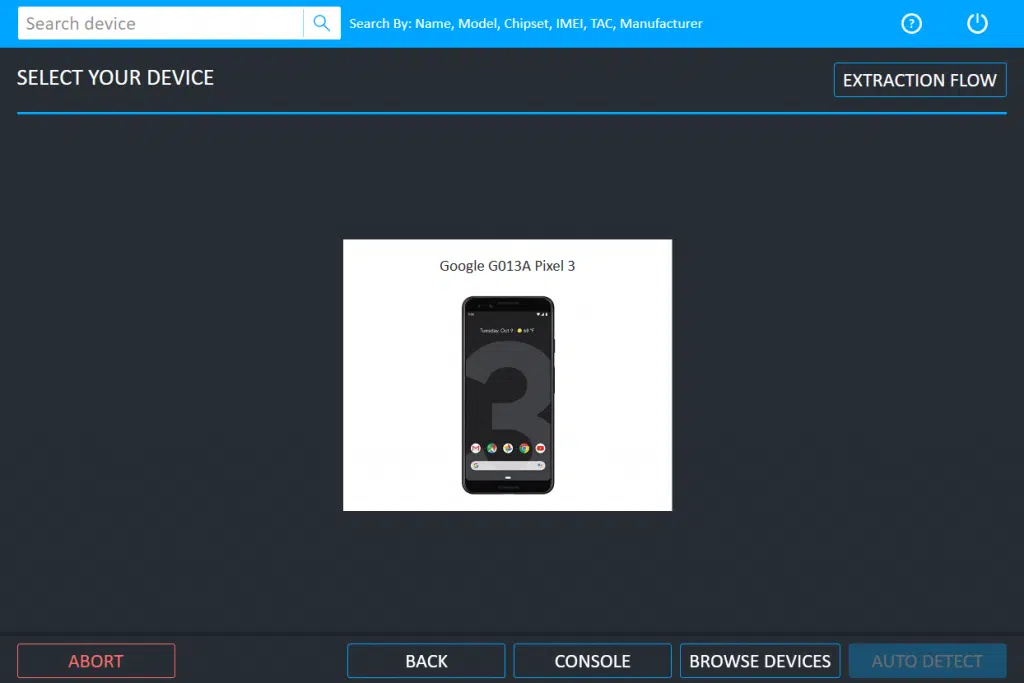 Search device
Search By: Name, Model, Chipset, IMEI, TAC, Manufacturer
?
SELECT YOUR DEVICE
EXTRACTION FLOW
Google G013A Pixel 3
Tuesday, Oct 9
68 °F
3
ABORT
BACK
CONSOLE
BROWSE DEVICES
AUTO DETECT